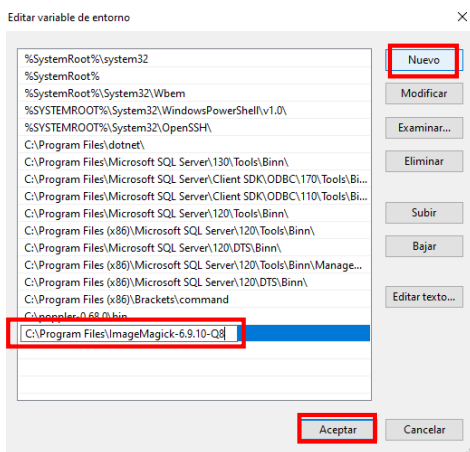 Editar variable de entorno
%SystemRoot%\system32
%SystemRoot%
%SystemRoot%\System32\Wbem
%SYSTEMROOT%\System32\WindowsPowerShell\v1.0\
%SYSTEMROOT%\System32\OpenSSH\
C:\Program Files\dotnet\
C:\Program Files\Microsoft SQL Server\130\Tools\Binn\
C:\Program Files\Microsoft SQL Server\Client SDK\ODBC\170\Tools\Bi...
C:\Program Files\Microsoft SQL Server\Client SDK\ODBC\110\Tools\Bi...
C:\Program Files\Microsoft SQL Server\120\Tools\Binn\
C:\Program Files (x86)\Microsoft SQL Server\120\Tools\Binn\
C:\Program Files\Microsoft SQL Server\120\DTS\Binn\
C:\Program Files (x86)\Microsoft SQL Server\120\Tools\Binn\Manage...
C:\Program Files (x86)\Microsoft SQL Server\120\DTS\Binn\
C:\Program Files (x86)\Brackets\command
C:\poppler-0.68.0\bin
C:\Program Files\ImageMagick-6.9.10-Q8
Nuevo
Modificar
Examinar...
Eliminar
Subir
Bajar
Editar texto...
Aceptar
Cancelar